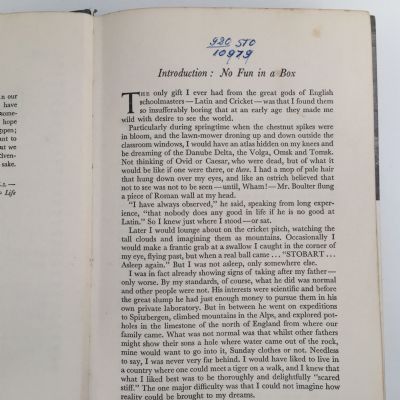 920 STO
10979
Introduction: No Fun in a Box
THE only gift I ever had from the great gods of English
schoolmasters—Latin and Cricket—was that I found them
so insufferably boring that at an early age they made me
wild with desire to see the world.
Particularly during springtime when the chestnut spikes were
in bloom, and the lawn-mower droning up and down outside the
classroom windows, I would have an atlas hidden on my knees and
be dreaming of the Danube Delta, the Volga, Omsk and Tomsk.
Not thinking of Ovid or Caesar, who were dead, but of what it
would be like if one were there, or there. I had a mop of pale hair
that hung down over my eyes, and like an ostrich believed that
not to see was not to be seen—until, Wham!—Mr. Boulter flung
a piece of Roman wall at my head.
"I have always observed," he said, speaking from long exper-
ience, "that nobody does any good in life if he is no good at
Latin." So I knew just where I stood—or sat.
Later I would lounge about on the cricket pitch, watching the
tall clouds and imagining them as mountains. Occasionally I
would make a frantic grab at a swallow I caught in the corner of
my eye, flying past, but when a real ball came . . . "STOBART . . .
Asleep again." But I was not asleep, only somewhere else.
I was in fact already showing signs of taking after my father—
only worse. By my standards, of course, what he did was normal
and other people were not. His interests were scientific and before
the great slump he had just enough money to pursue them in his
own private laboratory. But in between he went on expeditions
to Spizbergen, climbed mountains in the Alps, and explored pot-
holes in the limestone of the north of England from where our
family came. What was not normal was that whilst other fathers
might show their sons a hole where water came out of the rock,
mine would want to go into it, Sunday clothes or not. Needless
to say, I was never very far behind. I would have liked to live in
a country where one could meet a tiger on a walk, and I knew that
what I liked best was to be thoroughly and delightfully "scared
stiff." The one major difficulty was that I could not imagine how
reality could be brought to my dreams.
n our
have
some-
hope
ppen;
ant to
ut we
elven-
sake.
Life